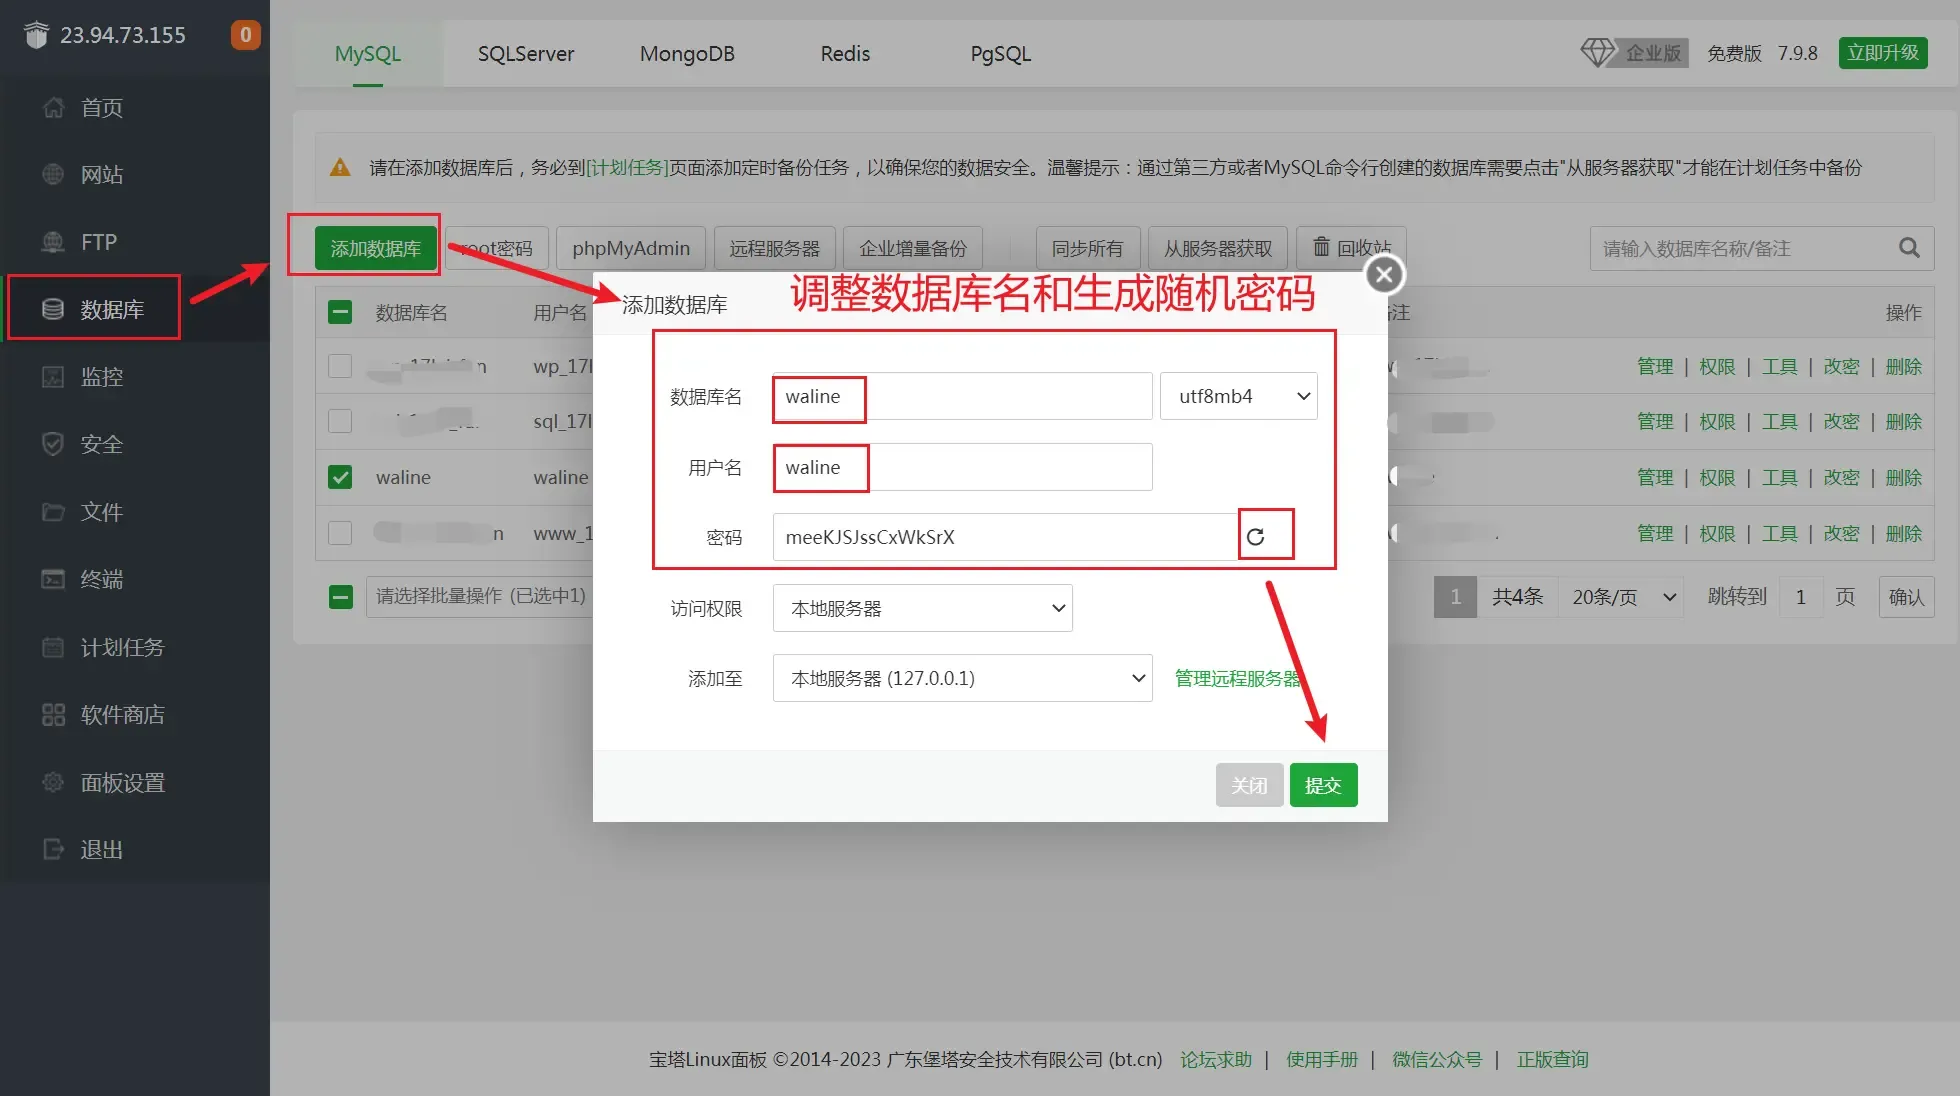 23.94.73.155
0
首页
网站
FTP
数据库
监控
安全
文件
终端
计划任务
软件商店
面板设置
退出
MySQL
SQLServer
MongoDB
Redis
PgSQL
企业版
免费版
7.9.8
立即升级
请在添加数据库后，务必到[计划任务]页面添加定时备份任务，以确保您的数据安全。温馨提示：通过第三方或者MySQL命令行创建的数据库需要点击"从服务器获取"才能在计划任务中备份
添加数据库
root密码
phpMyAdmin
远程服务器
企业增量备份
同步所有
从服务器获取
回收站
请输入数据库名称/备注
数据库名
用户名
操作
wp_17
管理 | 权限 | 工具 | 改密 | 删除
sql_17
管理 | 权限 | 工具 | 改密 | 删除
waline
waline
管理 | 权限 | 工具 | 改密 | 删除
www_1
管理 | 权限 | 工具 | 改密 | 删除
请选择批量操作 (已选中1)
1
共4条
20条/页
跳转到
1
页
确认
添加数据库
调整数据库名和生成随机密码
数据库名
waline
utf8mb4
用户名
waline
密码
meeKJSJssCxWkSrX
访问权限
本地服务器
添加至
本地服务器 (127.0.0.1)
管理远程服务器
关闭
提交
宝塔Linux面板 ©2014-2023 广东堡塔安全技术有限公司 (bt.cn) 论坛求助 | 使用手册 | 微信公众号 | 正版查询